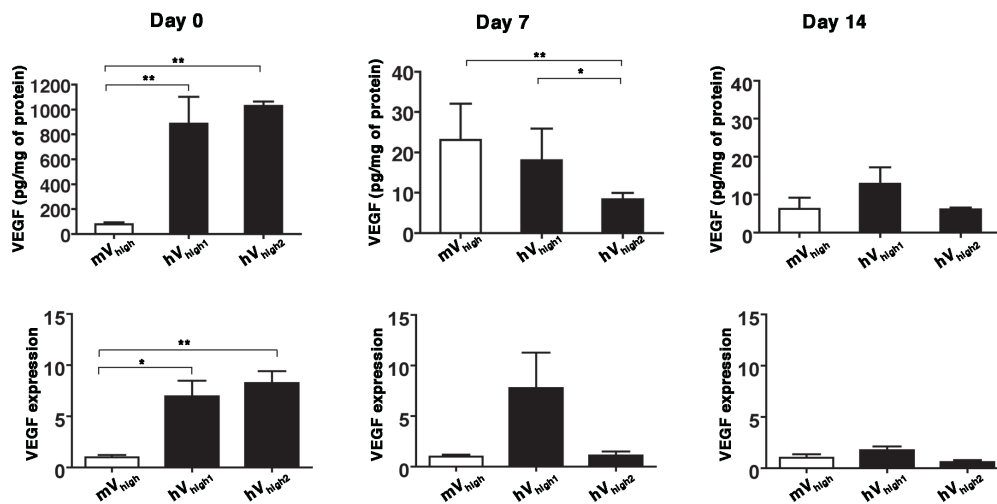 Day 0
Day 7
Day 14
VEGF (pg/mg of protein)
1200
1000
800
600
400
200
0
**
**
mVhigh
hVhigh1
hVhigh2
VEGF (pg/mg of protein)
40
30
20
10
0
**
*
mVhigh
hVhigh1
hVhigh2
VEGF (pg/mg of protein)
40
30
20
10
0
mVhigh
hVhigh1
hVhigh2
VEGF expression
15
10
5
0
**
*
mVhigh
hVhigh1
hVhigh2
VEGF expression
15
10
5
0
mVhigh
hVhigh1
hVhigh2
VEGF expression
15
10
5
0
mVhigh
hVhigh1
hVhigh2